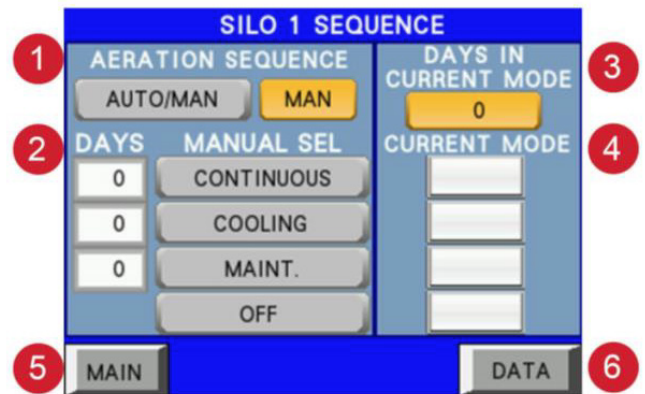 SILO 1 SEQUENCE
1
AERATION SEQUENCE
AUTO/MAN
MAN
DAYS IN
CURRENT MODE
3
0
2
DAYS
MANUAL SEL
CURRENT MODE
4
0
CONTINUOUS
0
COOLING
0
MAINT.
OFF
5
MAIN
DATA
6